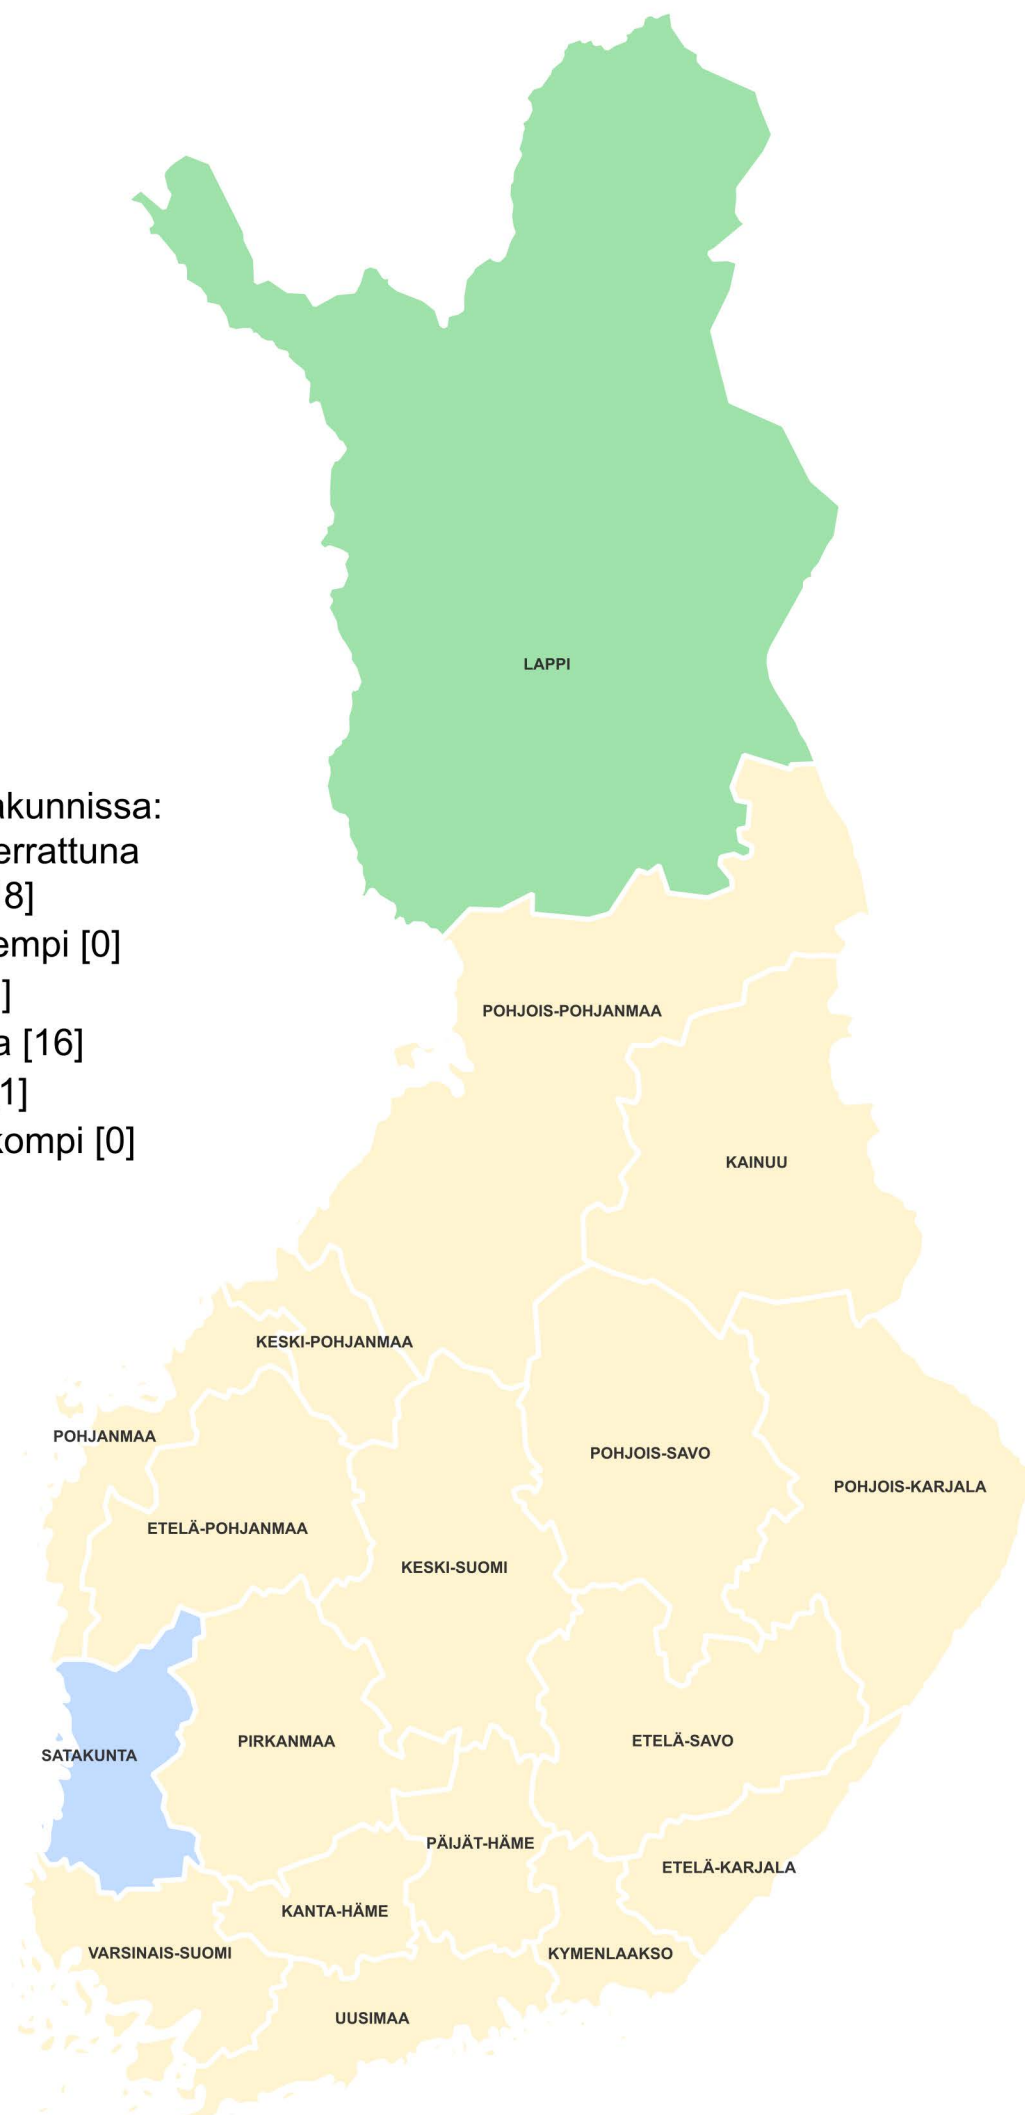 LAPPI
akunnissa:
errattuna
18]
empi [0]
]
a [16]
1]
kompi [0]
POHJOIS-POHJANMAA
KAINUU
KESKI-POHJANMAA
POHJANMAA
POHJOIS-SAVO
POHJOIS-KARJALA
ETELÄ-POHJANMAA
KESKI-SUOMI
SATAKUNTA
PIRKANMAA
ETELÄ-SAVO
PÄIJÄT-HÄME
ETELÄ-KARJALA
KANTA-HÄME
VARSINAIS-SUOMI
KYMENLAAKSO
UUSIMAA